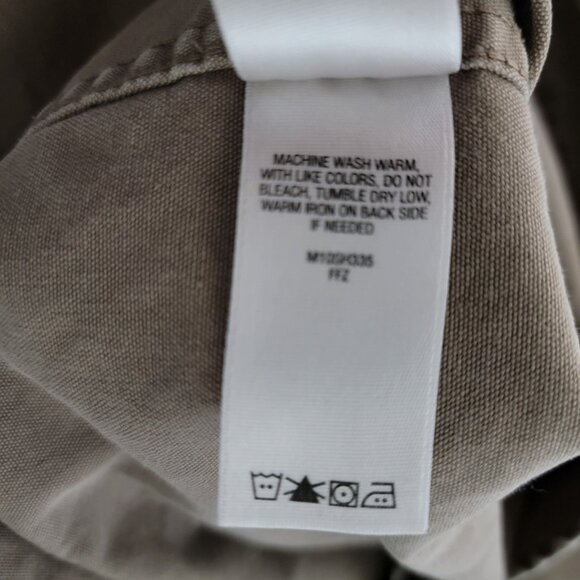 MACHINE WASH WARM,
WITH LIKE COLORS, DO NOT
BLEACH, TUMBLE DRY LOW,
WARM IRON ON BACK SIDE
IF NEEDED
M10SH335
FFZ